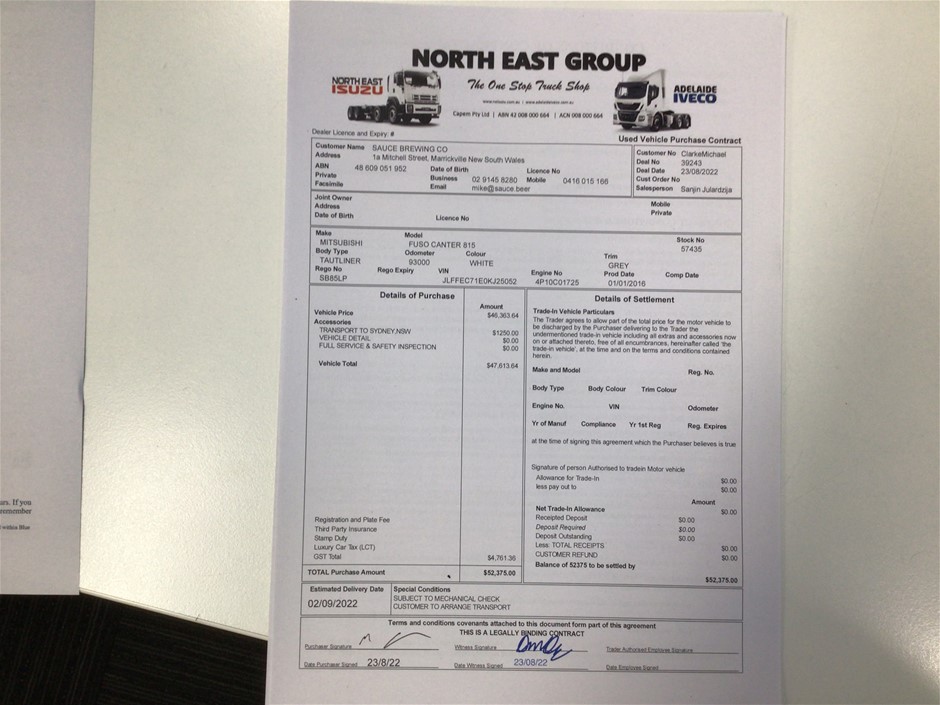 NORTH EAST GROUP
NORTH EAST
ISUZU
The One Stop Truck Shop
ADELAIDE
IVECO
Capem Pty Ltd | ABN 42 008 000 664 | ACN 008 000 664
Dealer Licence and Expiry: #
Used Vehicle Purchase Contract
Customer Name SAUCE BREWING CO
Address 1a Mitchell Street, Marrickville New South Wales
ABN 48 609 051 952 Date of Birth Licence No
Private Business 02 9145 8280 Mobile 0416 015 166
Facsimile Email mike@sauce.beer
Customer No ClarkeMichael
Deal No 39243
Deal Date 23/08/2022
Cust Order No
Salesperson Sanjin Julardzija
Joint Owner
Address Mobile
Date of Birth Licence No Private
Make Model Stock No
MITSUBISHI FUSO CANTER 815 57435
Body Type Odometer Colour Trim
TAUTLINER 93000 WHITE GREY
Rego No Rego Expiry VIN Engine No Prod Date Comp Date
SB85LP JLFFEC71E0KJ25052 4P10C01725 01/01/2016
Details of Purchase
Amount
Vehicle Price $46,363.64
Accessories
TRANSPORT TO SYDNEY,NSW $1250.00
VEHICLE DETAIL $0.00
FULL SERVICE & SAFETY INSPECTION $0.00
Vehicle Total $47,613.64
Registration and Plate Fee
Third Party Insurance
Stamp Duty
Luxury Car Tax (LCT)
GST Total $4,761.36
TOTAL Purchase Amount $52,375.00
Details of Settlement
Trade-In Vehicle Particulars
The Trader agrees to allow part of the total price for the motor vehicle to
be discharged by the Purchaser delivering to the Trader the
undermentioned trade-in vehicle including all extras and accessories now
on or attached thereto, free of all encumbrances, hereinafter called 'the
trade-in vehicle', at the time and on the terms and conditions contained
herein.
Make and Model Reg. No.
Body Type Body Colour Trim Colour
Engine No. VIN Odometer
Yr of Manuf Compliance Yr 1st Reg Reg. Expires
at the time of signing this agreement which the Purchaser believes is true
Signature of person Authorised to tradein Motor vehicle
Allowance for Trade-In $0.00
less pay out to $0.00
Amount
Net Trade-In Allowance $0.00
Receipted Deposit $0.00
Deposit Required $0.00
Deposit Outstanding $0.00
Less: TOTAL RECEIPTS $0.00
CUSTOMER REFUND $0.00
Balance of 52375 to be settled by
$52,375.00
Estimated Delivery Date
02/09/2022
Special Conditions
SUBJECT TO MECHANICAL CHECK
CUSTOMER TO ARRANGE TRANSPORT
Terms and conditions covenants attached to this document form part of this agreement
THIS IS A LEGALLY BINDING CONTRACT
Purchaser Signature Witness Signature Trader Authorised Employee Signature
Date Purchaser Signed 23/8/22 Date Witness Signed 23/08/22 Date Employee Signed
urs. If you
remember
within Blue